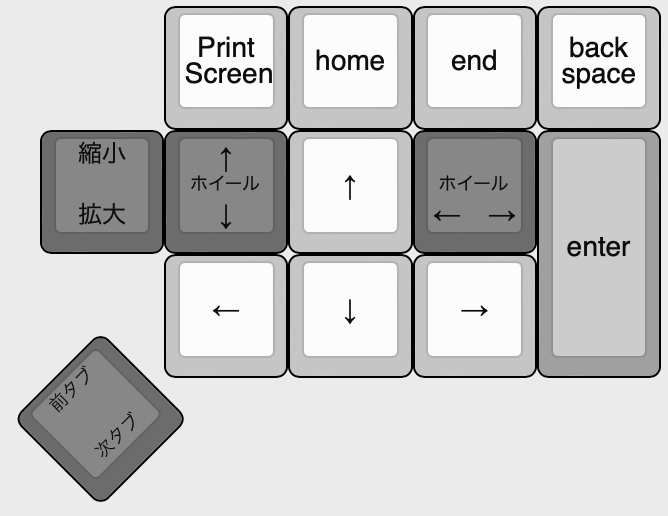 Print
Screen
home
end
back
space
縮小
拡大
↑
ホイール
↓
↑
ホイール
← →
enter
←
↓
→
前タブ
次タブ